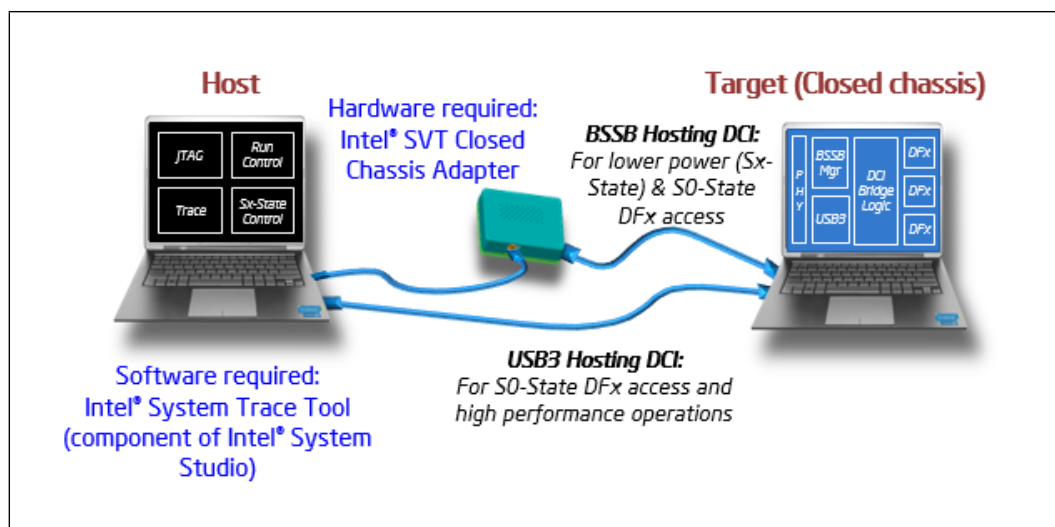 Host
Target (Closed chassis)
Hardware required:
Intel® SVT Closed
Chassis Adapter
BSSB Hosting DCI:
For lower power (Sx-
State) & S0-State
DFx access
JTAG
Run
Control
Trace
Sx-State
Control
P
H
Y
BSSB
Mgr
USB3
DCI
Bridge
Logic
DFx
DFx
DFx
USB3 Hosting DCI:
For S0-State DFx access and
high performance operations
Software required:
Intel® System Trace Tool
(component of Intel® System
Studio)